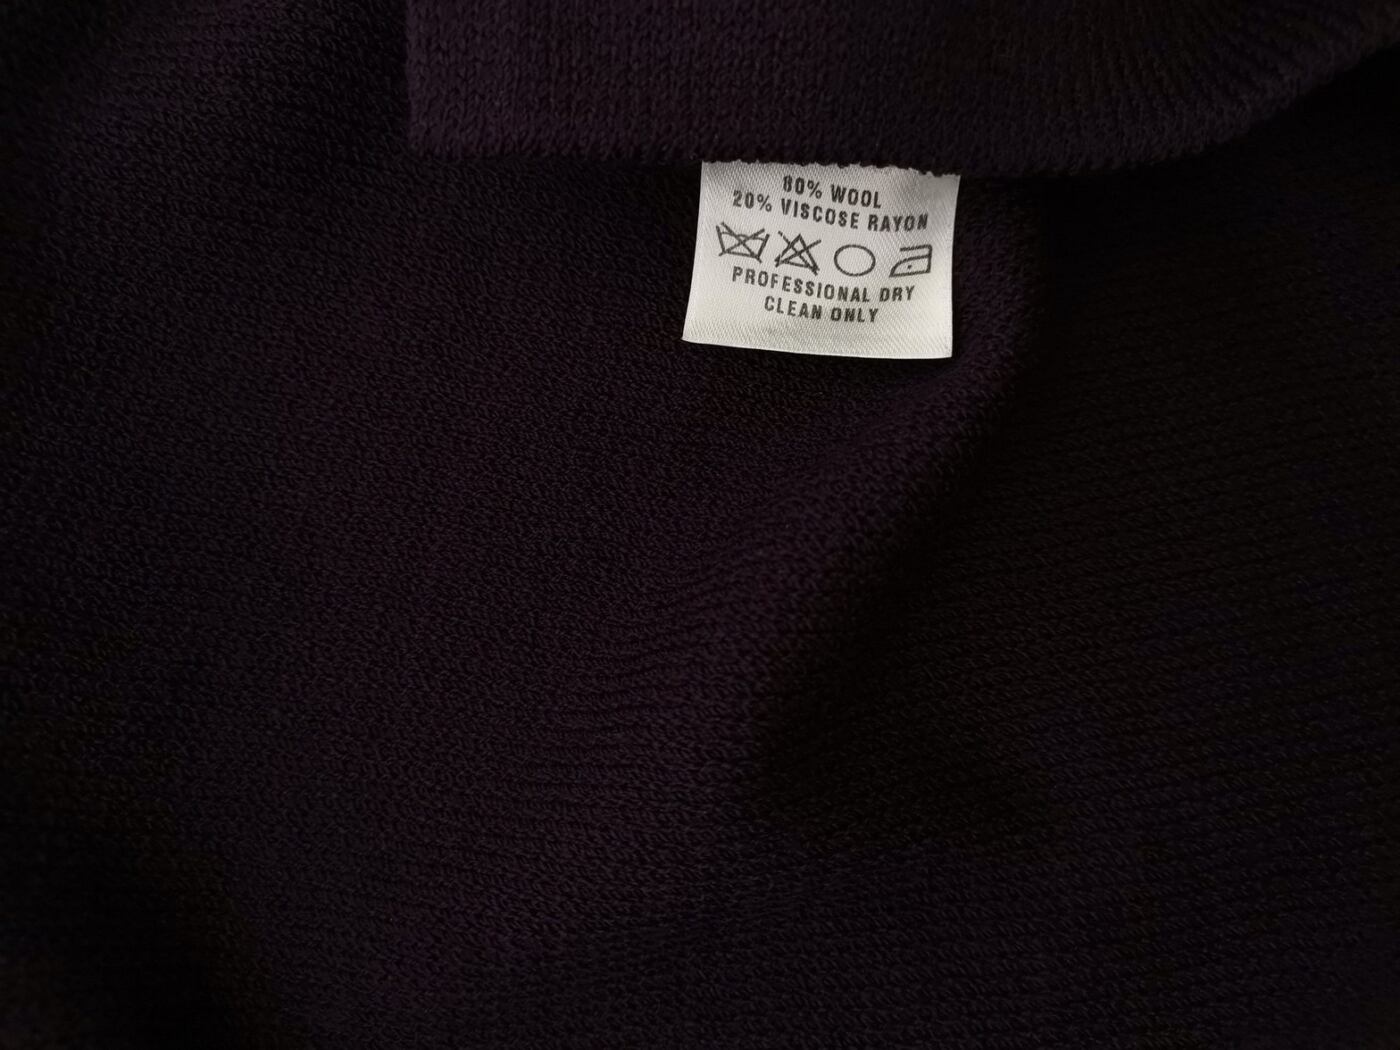 80% WOOL
20% VISCOSE RAYON
PROFESSIONAL DRY
CLEAN ONLY